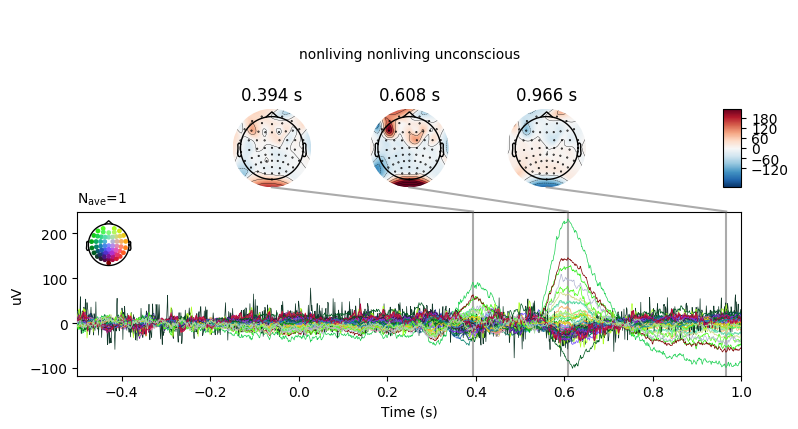 nonliving nonliving unconscious
0.394 s 0.608 s 0.966 s
180
120
60
0
−60
−120
Nave=1
200
100
0
−100
uV
−0.4 −0.2 0.0 0.2 0.4 0.6 0.8 1.0
Time (s)